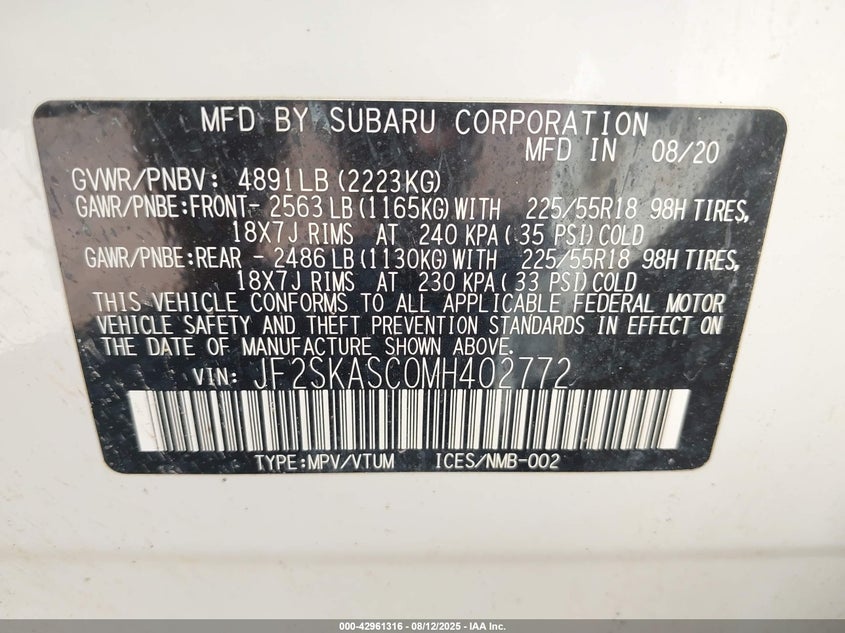 MFD BY SUBARU CORPORATION
MFD IN 08/20
GVWR/PNBV: 4891LB (2223KG)
GAWR/PNBE:FRONT- 2563 LB (1165KG) WITH 225/55R18 98H TIRES,
18X7J RIMS AT 240 KPA( 35 PSI) COLD
GAWR/PNBE:REAR - 2486 LB (1130KG) WITH 225/55R18 98H TIRES,
18X7J RIMS AT 230 KPA( 33 PSI) COLD
THIS VEHICLE CONFORMS TO ALL APPLICABLE FEDERAL MOTOR
VEHICLE SAFETY AND THEFT PREVENTION STANDARDS IN EFFECT ON
THE DATE OF MANUFACTURE SHOWN ABOVE.
VIN: JF2SKASC0MH402772
TYPE:MPV/VTUM ICES/NMB-002
000-42961316 - 08/12/2025 - IAA Inc.